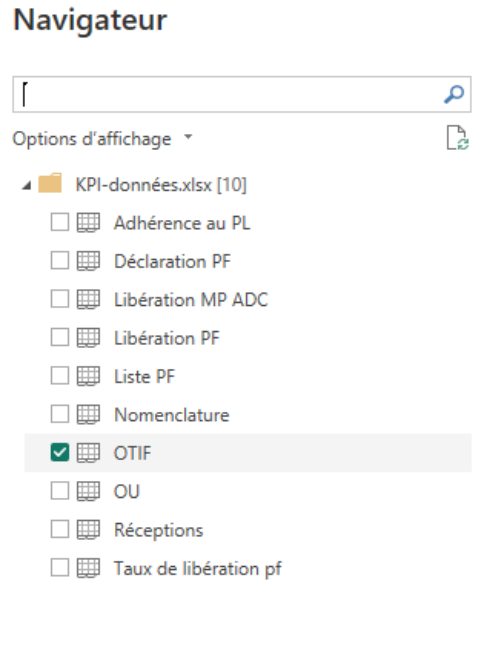 Navigateur
Options d'affichage
KPI-données.xlsx [10]
Adhérence au PL
Déclaration PF
Libération MP ADC
Libération PF
Liste PF
Nomenclature
OTIF
OU
Réceptions
Taux de libération pf